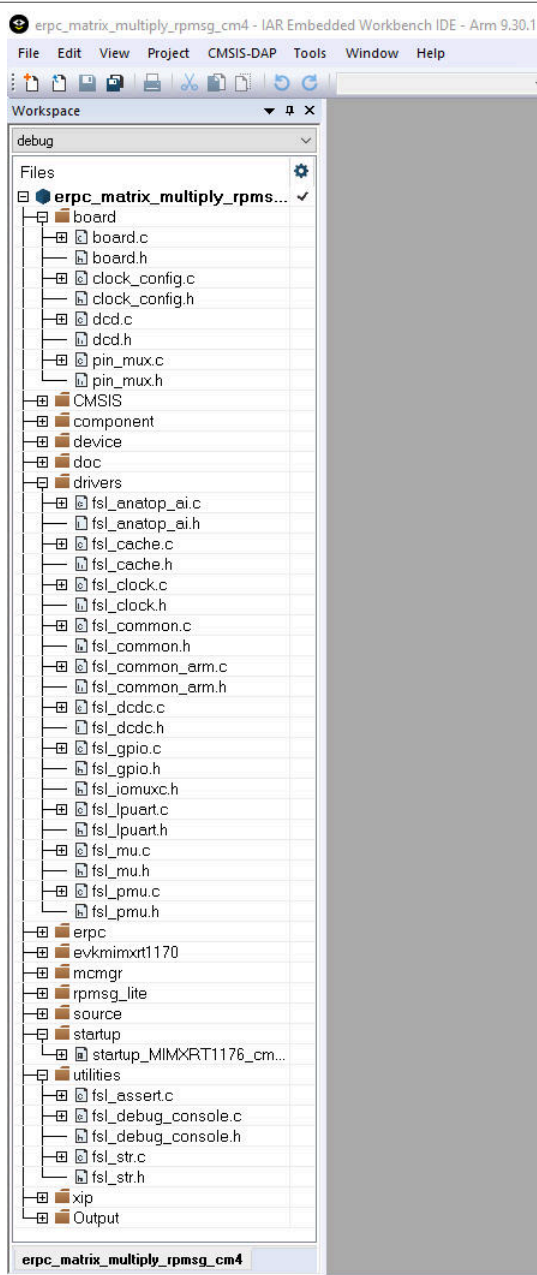 erpc_matrix_multiply_rpmsg_cm4 - IAR Embedded Workbench IDE - Arm 9.30.1
File Edit View Project CMSIS-DAP Tools Window Help
Workspace
debug
Files
erpc_matrix_multiply_rpms...
board
board.c
board.h
clock_config.c
clock_config.h
dcd.c
dcd.h
pin_mux.c
pin_mux.h
CMSIS
component
device
doc
drivers
fsl_anatop_ai.c
fsl_anatop_ai.h
fsl_cache.c
fsl_cache.h
fsl_clock.c
fsl_clock.h
fsl_common.c
fsl_common.h
fsl_common_arm.c
fsl_common_arm.h
fsl_dcdc.c
fsl_dcdc.h
fsl_gpio.c
fsl_gpio.h
fsl_iomuxc.h
fsl_lpuart.c
fsl_lpuart.h
fsl_mu.c
fsl_mu.h
fsl_pmu.c
fsl_pmu.h
erpc
evkmimxrt1170
mcmgr
rpmsg_lite
source
startup
startup_MIMXRT1176_cm...
utilities
fsl_assert.c
fsl_debug_console.c
fsl_debug_console.h
fsl_str.c
fsl_str.h
xip
Output
erpc_matrix_multiply_rpmsg_cm4